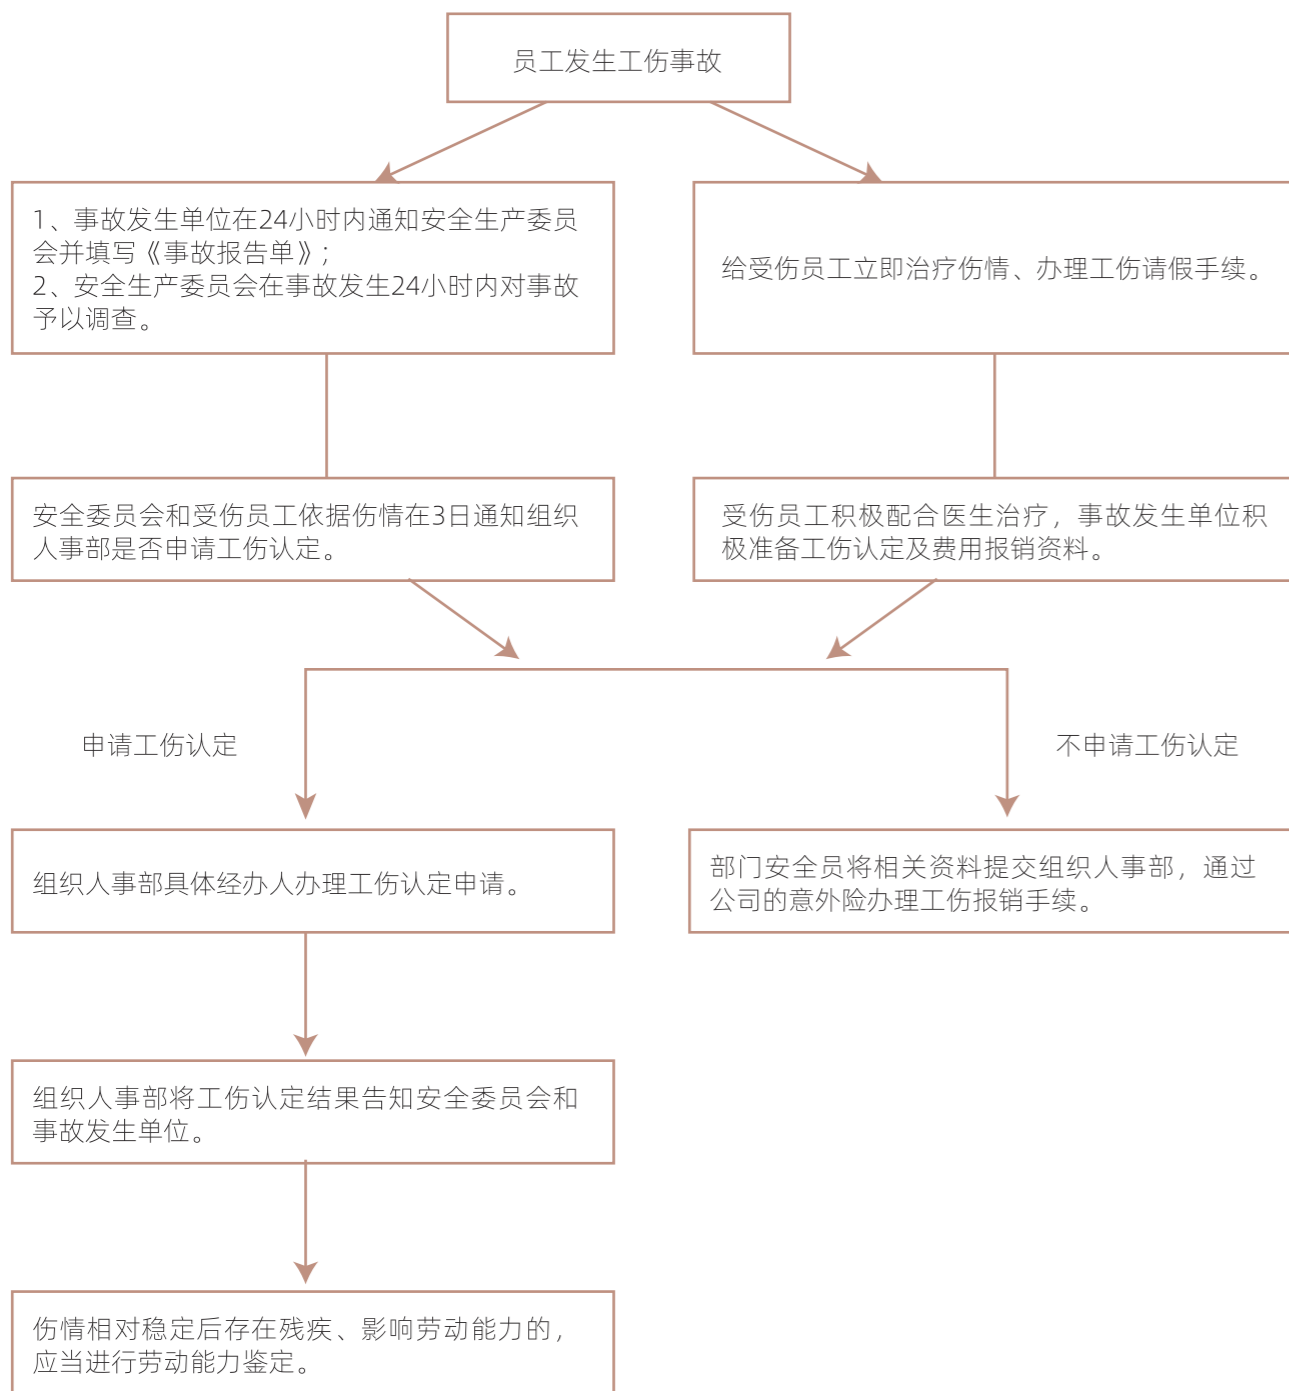 员工发生工伤事故
1、事故发生单位在24小时内通知安全生产委员
会并填写《事故报告单》；
2、安全生产委员会在事故发生24小时内对事故
予以调查。
给受伤员工立即治疗伤情、办理工伤请假手续。
安全委员会和受伤员工依据伤情在3日通知组织
人事部是否申请工伤认定。
受伤员工积极配合医生治疗，事故发生单位积
极准备工伤认定及费用报销资料。
申请工伤认定
不申请工伤认定
组织人事部具体经办人办理工伤认定申请。
部门安全员将相关资料提交组织人事部，通过
公司的意外险办理工伤报销手续。
组织人事部将工伤认定结果告知安全委员会和
事故发生单位。
伤情相对稳定后存在残疾、影响劳动能力的，
应当进行劳动能力鉴定。